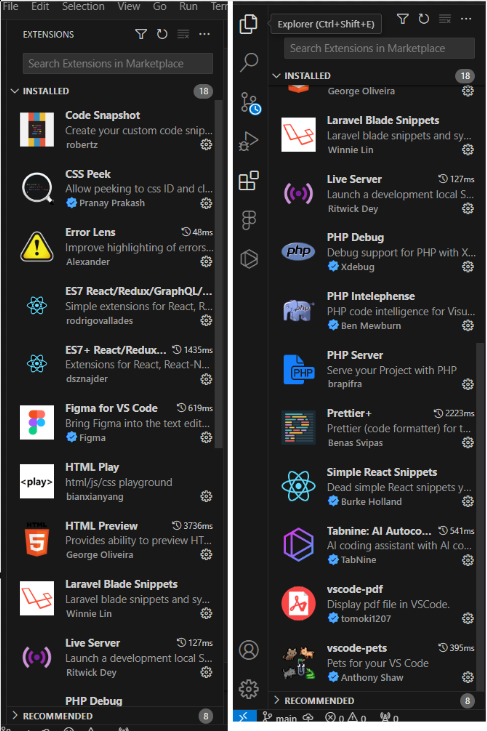 File Edit Selection View Go Run Ter
EXTENSIONS
Search Extensions in Marketplace
INSTALLED 18
Code Snapshot
Create your custom code snip...
robertz
CSS Peek
Allow peeking to css ID and cl...
Pranay Prakash
Error Lens 48ms
Improve highlighting of errors...
Alexander
ES7 React/Redux/GraphQL/...
Simple extensions for React, R...
rodrigovallades
ES7+ React/Redux... 1435ms
Extensions for React, React-N...
dsznajder
Figma for VS Code 619ms
Bring Figma into the text edit...
Figma
HTML Play
<play>
html/js/css playground
bianxianyang
HTML Preview 3736ms
HTML
5
Provides ability to preview HT...
George Oliveira
Laravel Blade Snippets
Laravel blade snippets and sy...
Winnie Lin
Live Server 127ms
Launch a development local S...
Ritwick Dey
PHP Debug
RECOMMENDED 8
Explorer (Ctrl+Shift+E)
Search Extensions in Marketplace
INSTALLED 18
George Oliveira
Laravel Blade Snippets
Laravel blade snippets and sy...
Winnie Lin
Live Server 127ms
Launch a development local S...
Ritwick Dey
PHP Debug
php
Debug support for PHP with X...
Xdebug
PHP Intelephense
PHP code intelligence for Visu...
Ben Mewburn
PHP Server
PHP
Serve your Project with PHP
brapifra
Prettier+ 2223ms
Prettier (code formatter) for t...
Benas Svipas
Simple React Snippets
Dead simple React snippets y...
Burke Holland
Tabnine: AI Autoco... 541ms
AI coding assistant with AI co...
TabNine
vscode-pdf
Display pdf file in VSCode.
tomoki1207
vscode-pets 395ms
Pets for your VS Code
Anthony Shaw
RECOMMENDED 8
main 0 0 0